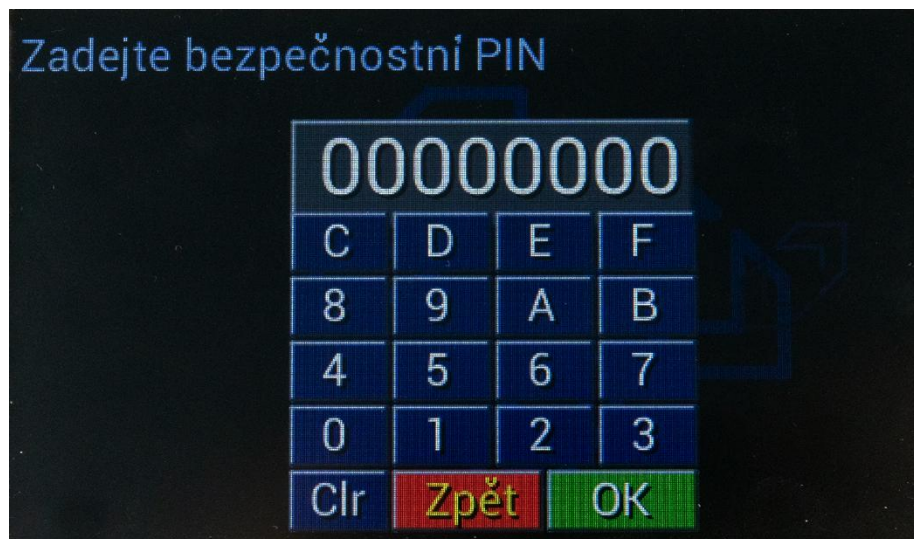 Zadejte bezpečnostní PIN
00000000
C D E F
8 9 A B
4 5 6 7
0 1 2 3
Clr Zpět OK